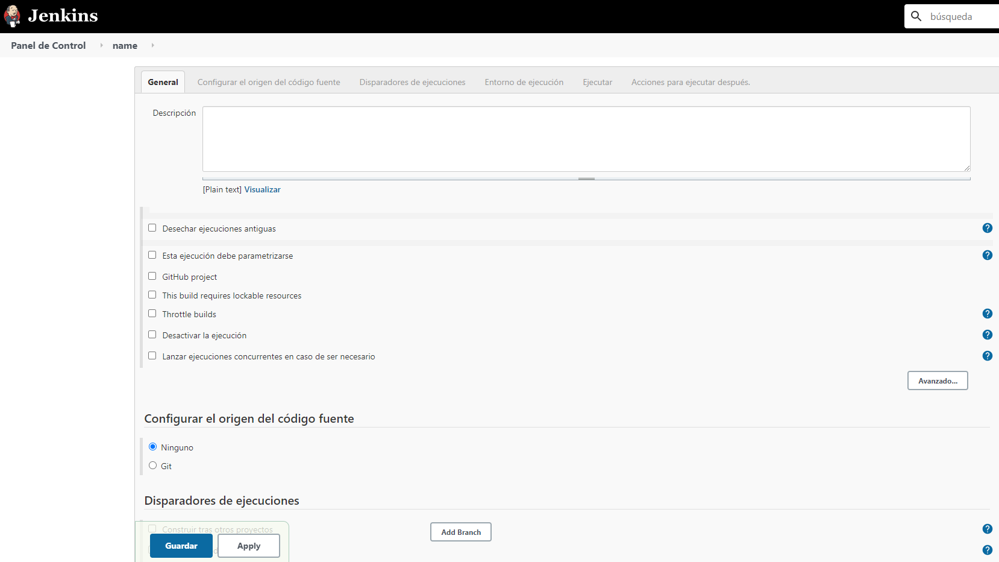 Jenkins
búsqueda
Panel de Control
name
General
Configurar el origen del código fuente
Disparadores de ejecuciones
Entorno de ejecución
Ejecutar
Acciones para ejecutar después.
Descripción
[Plain text] Visualizar
Desechar ejecuciones antiguas
?
Esta ejecución debe parametrizarse
?
GitHub project
This build requires lockable resources
Throttle builds
?
Desactivar la ejecución
?
Lanzar ejecuciones concurrentes en caso de ser necesario
?
Avanzado...
Configurar el origen del código fuente
Ninguno
Git
Disparadores de ejecuciones
Construir tras otros proyectos
Add Branch
?
Guardar
Apply
?